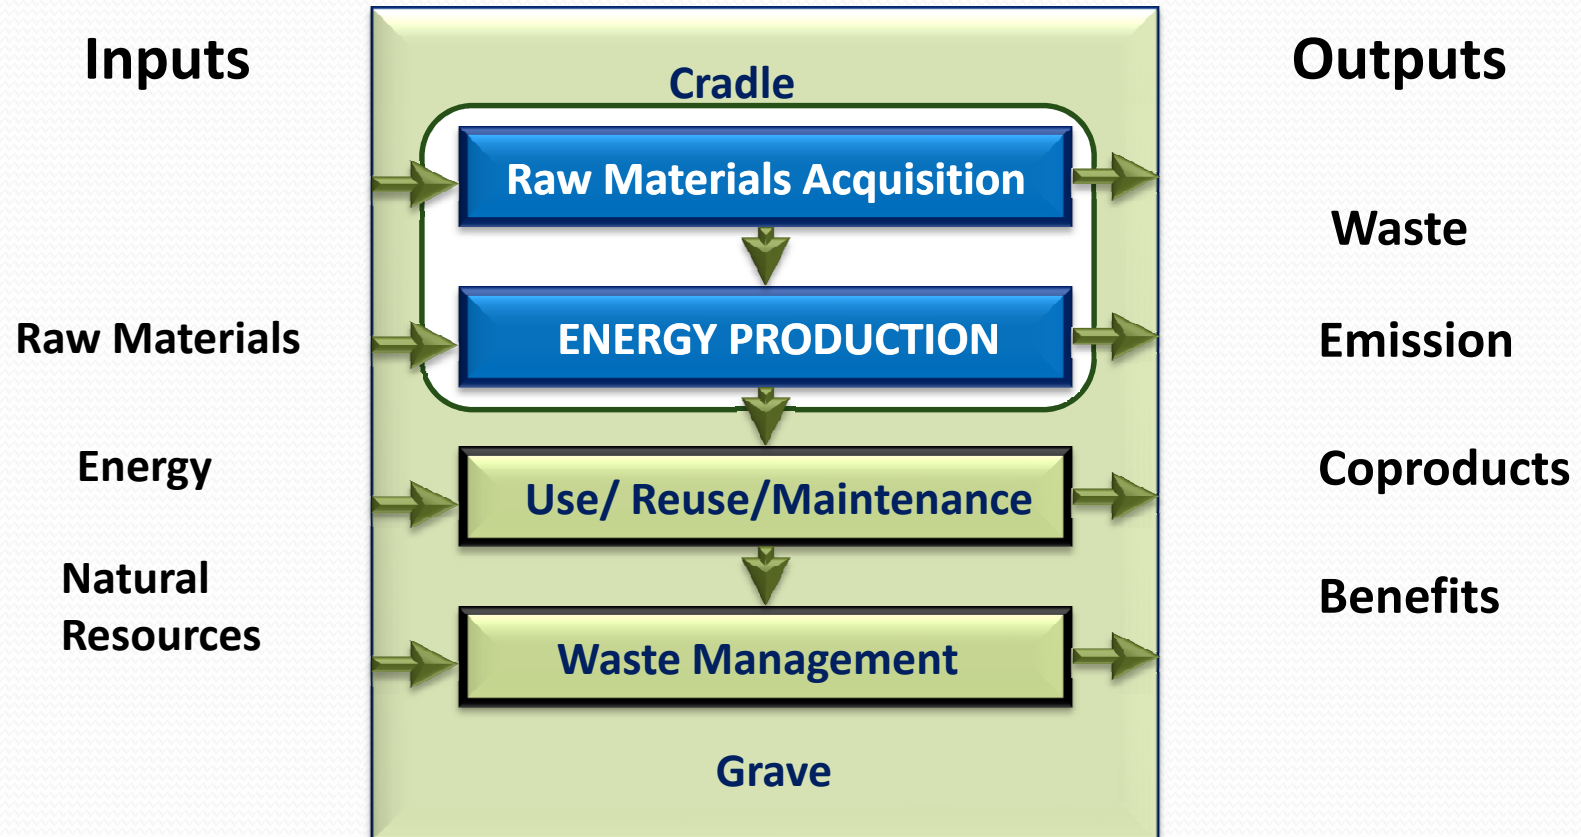 Inputs
Outputs
Cradle
Raw Materials Acquisition
Waste
Raw Materials
ENERGY PRODUCTION
Emission
Energy
Use/ Reuse/Maintenance
Coproducts
Natural
Resources
Benefits
Waste Management
Grave